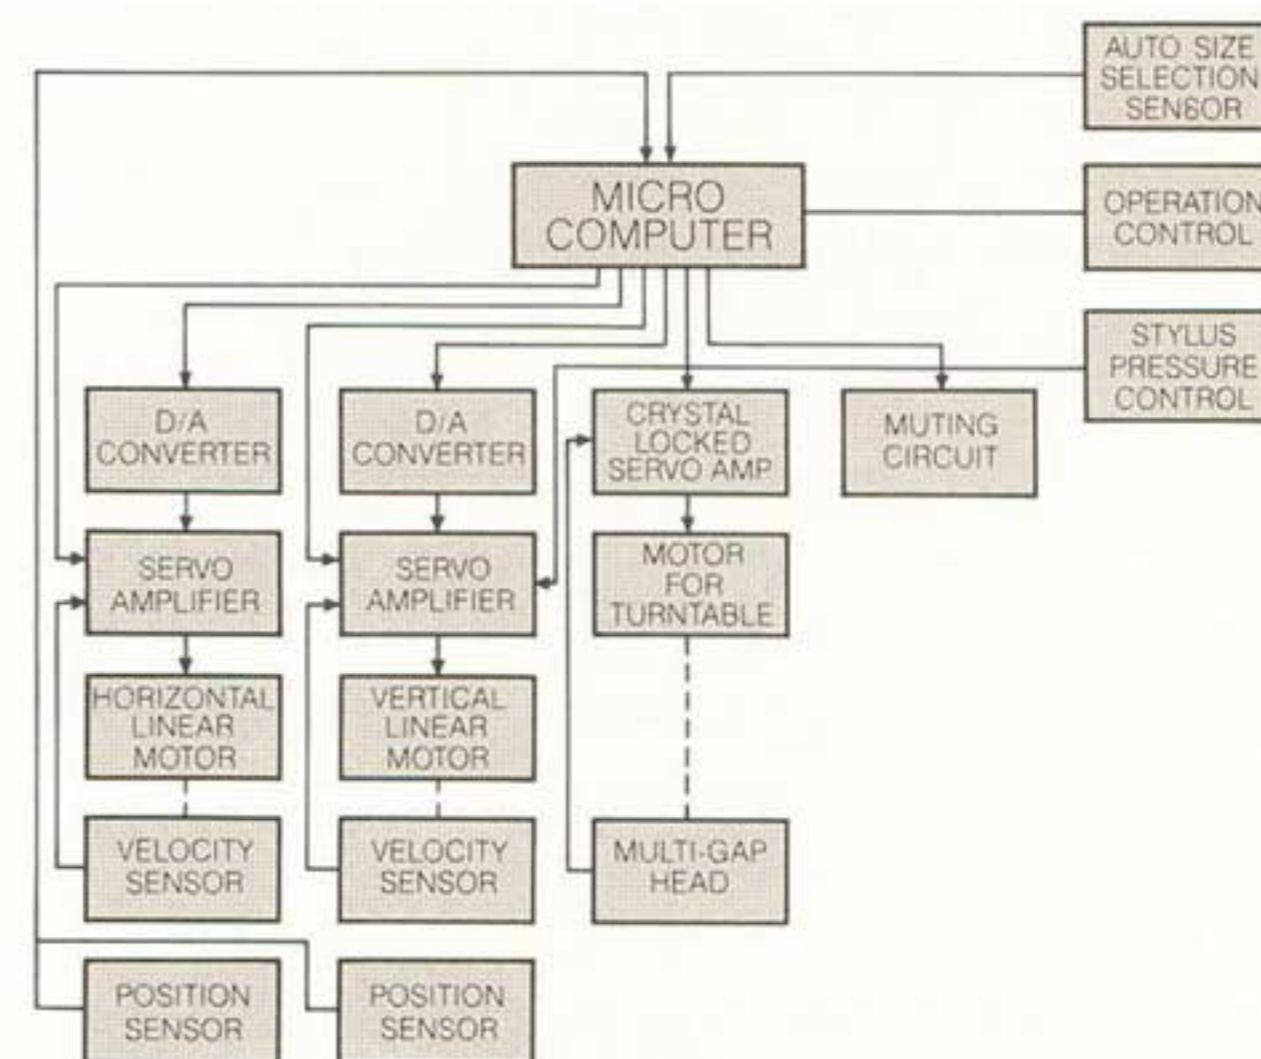 AUTO SIZE
SELECTION
SENSOR
MICRO
COMPUTER
OPERATION
CONTROL
STYLUS
PRESSURE
CONTROL
D/A
CONVERTER
D/A
CONVERTER
CRYSTAL
LOCKED
SERVO AMP
MUTING
CIRCUIT
SERVO
AMPLIFIER
SERVO
AMPLIFIER
MOTOR
FOR
TURNTABLE
HORIZONTAL
LINEAR
MOTOR
VERTICAL
LINEAR
MOTOR
VELOCITY
SENSOR
VELOCITY
SENSOR
MULTI-GAP
HEAD
POSITION
SENSOR
POSITION
SENSOR